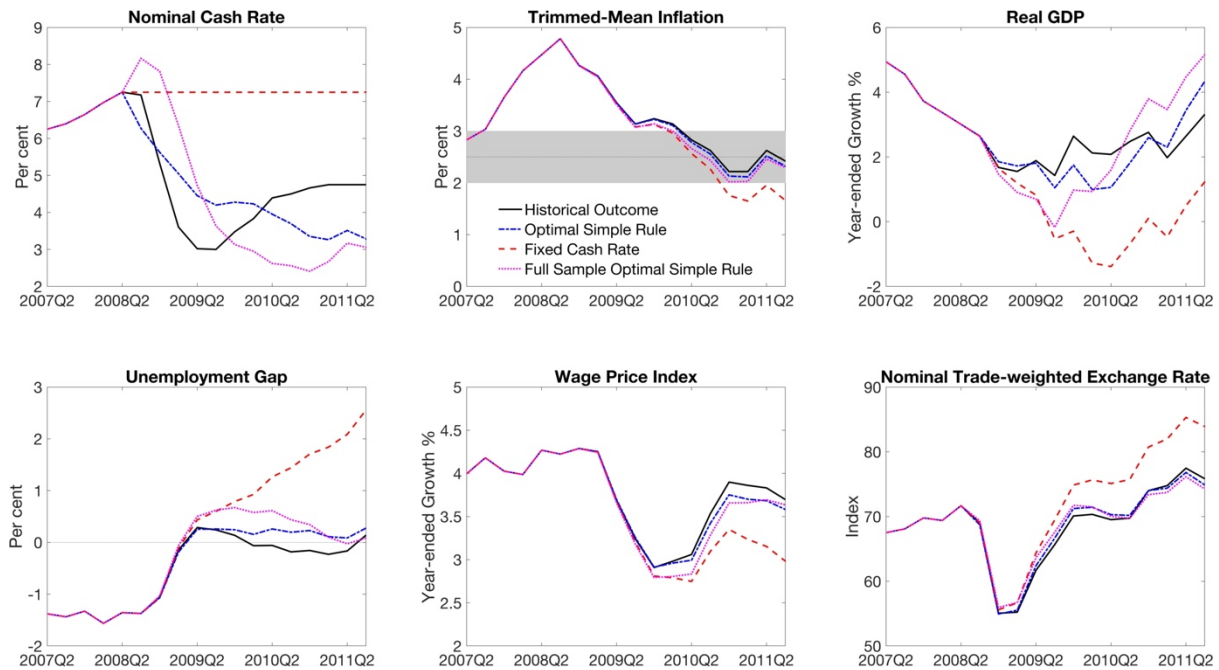 Nominal Cash Rate
Per cent
9
8
7
6
5
4
3
2
2007Q2 2008Q2 2009Q2 2010Q2 2011Q2
Trimmed-Mean Inflation
Per cent
5
4
3
2
1
0
Historical Outcome
Optimal Simple Rule
Fixed Cash Rate
Full Sample Optimal Simple Rule
2007Q2 2008Q2 2009Q2 2010Q2 2011Q2
Real GDP
Year-ended Growth %
6
4
2
0
-2
2007Q2 2008Q2 2009Q2 2010Q2 2011Q2
Unemployment Gap
Per cent
3
2
1
0
-1
-2
2007Q2 2008Q2 2009Q2 2010Q2 2011Q2
Wage Price Index
Year-ended Growth %
5
4.5
4
3.5
3
2.5
2
2007Q2 2008Q2 2009Q2 2010Q2 2011Q2
Nominal Trade-weighted Exchange Rate
Index
90
80
70
60
50
2007Q2 2008Q2 2009Q2 2010Q2 2011Q2